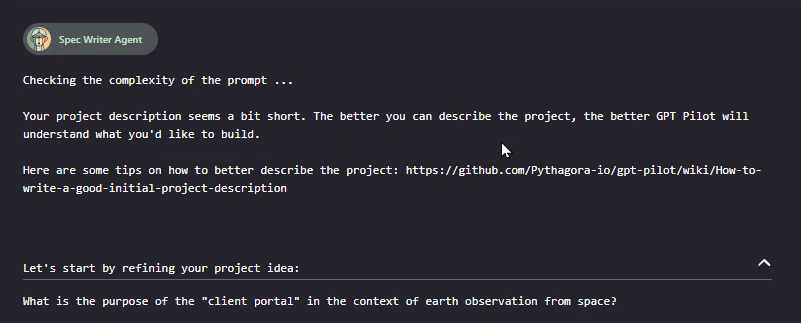 Spec Writer Agent
Checking the complexity of the prompt ...
Your project description seems a bit short. The better you can describe the project, the better GPT Pilot will
understand what you'd like to build.
Here are some tips on how to better describe the project: https://github.com/Pythagora-io/gpt-pilot/wiki/How-to-
write-a-good-initial-project-description
Let's start by refining your project idea:
What is the purpose of the "client portal" in the context of earth observation from space?